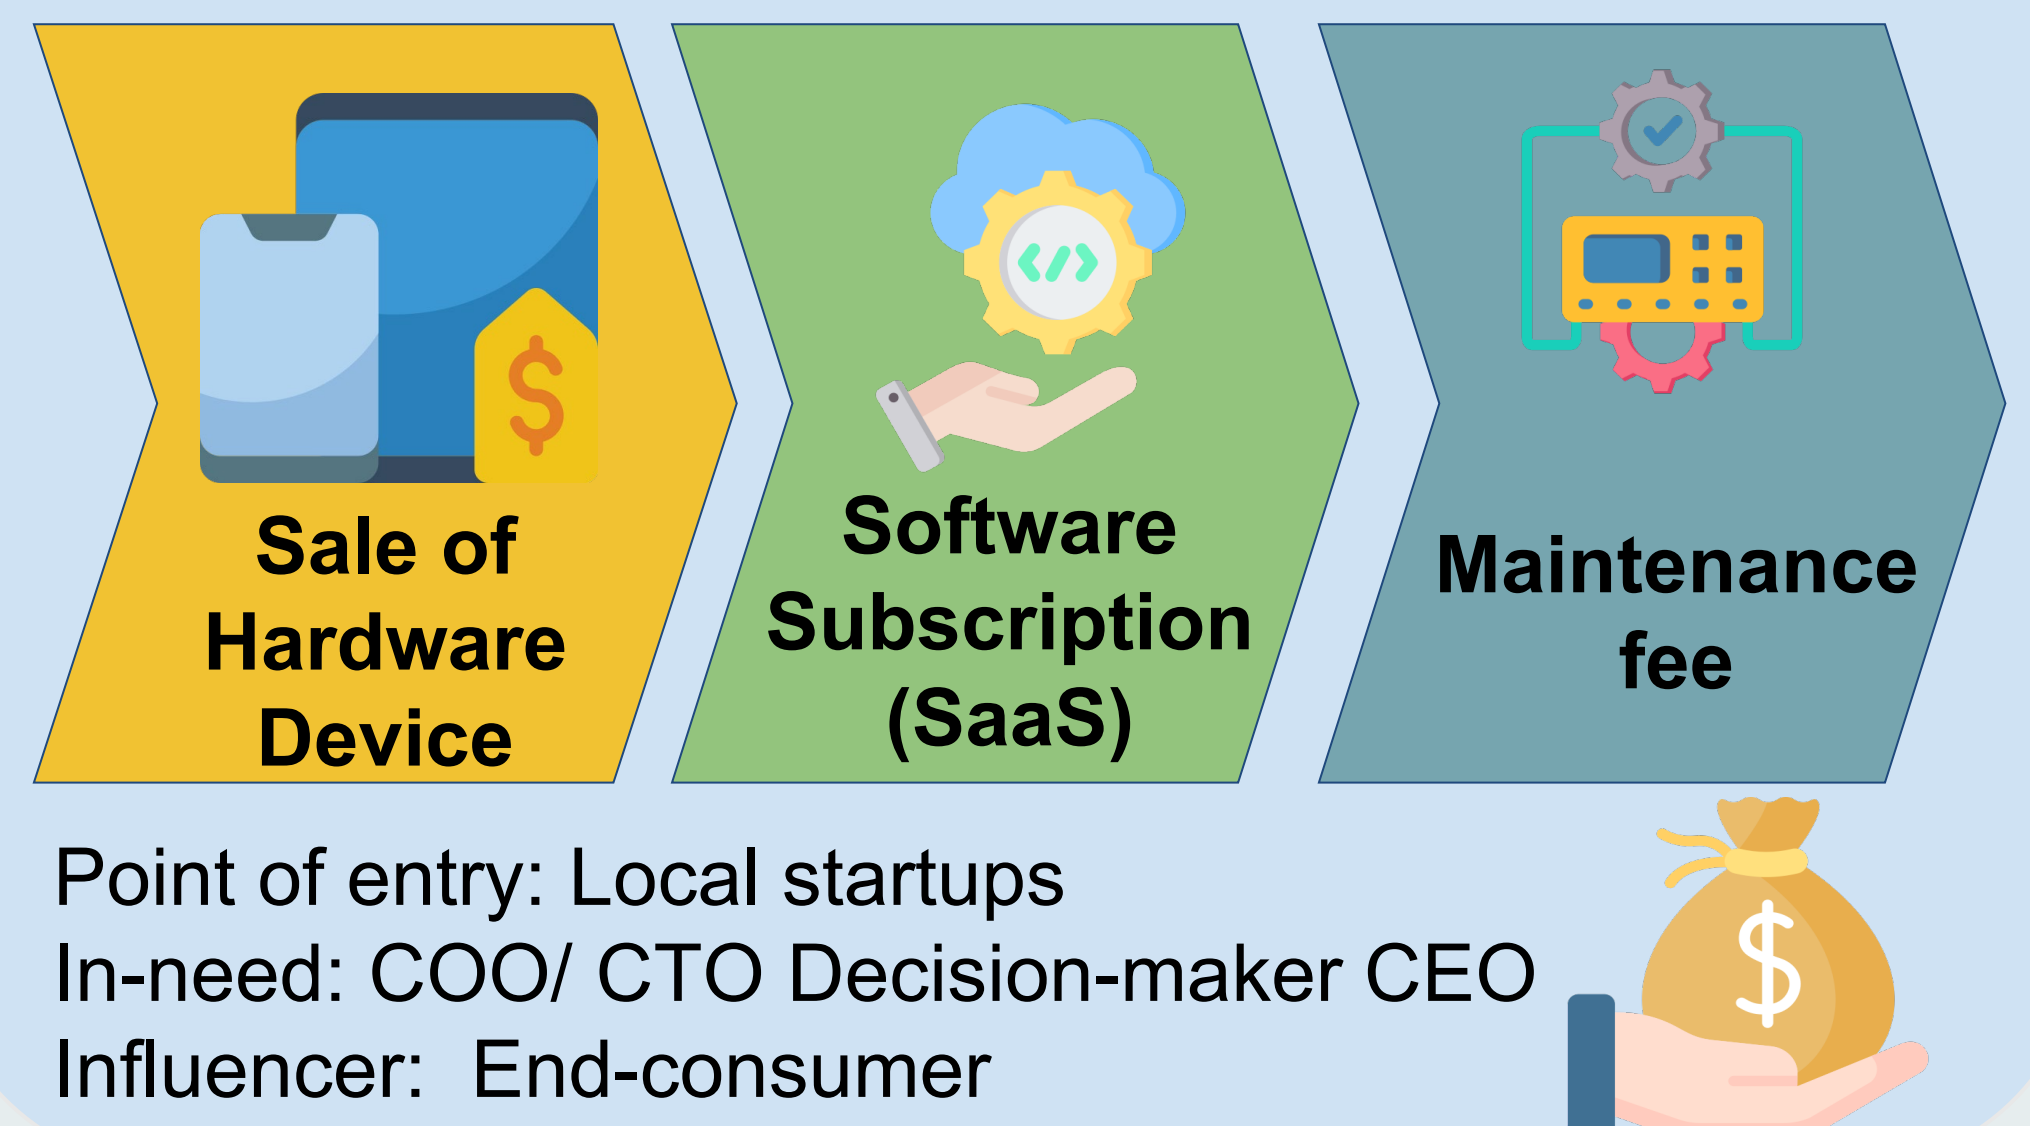 Sale of
Hardware
Device
Software
Subscription
(SaaS)
Maintenance
fee
Point of entry: Local startups
In-need: COO/ CTO Decision-maker CEO
Influencer:  End-consumer